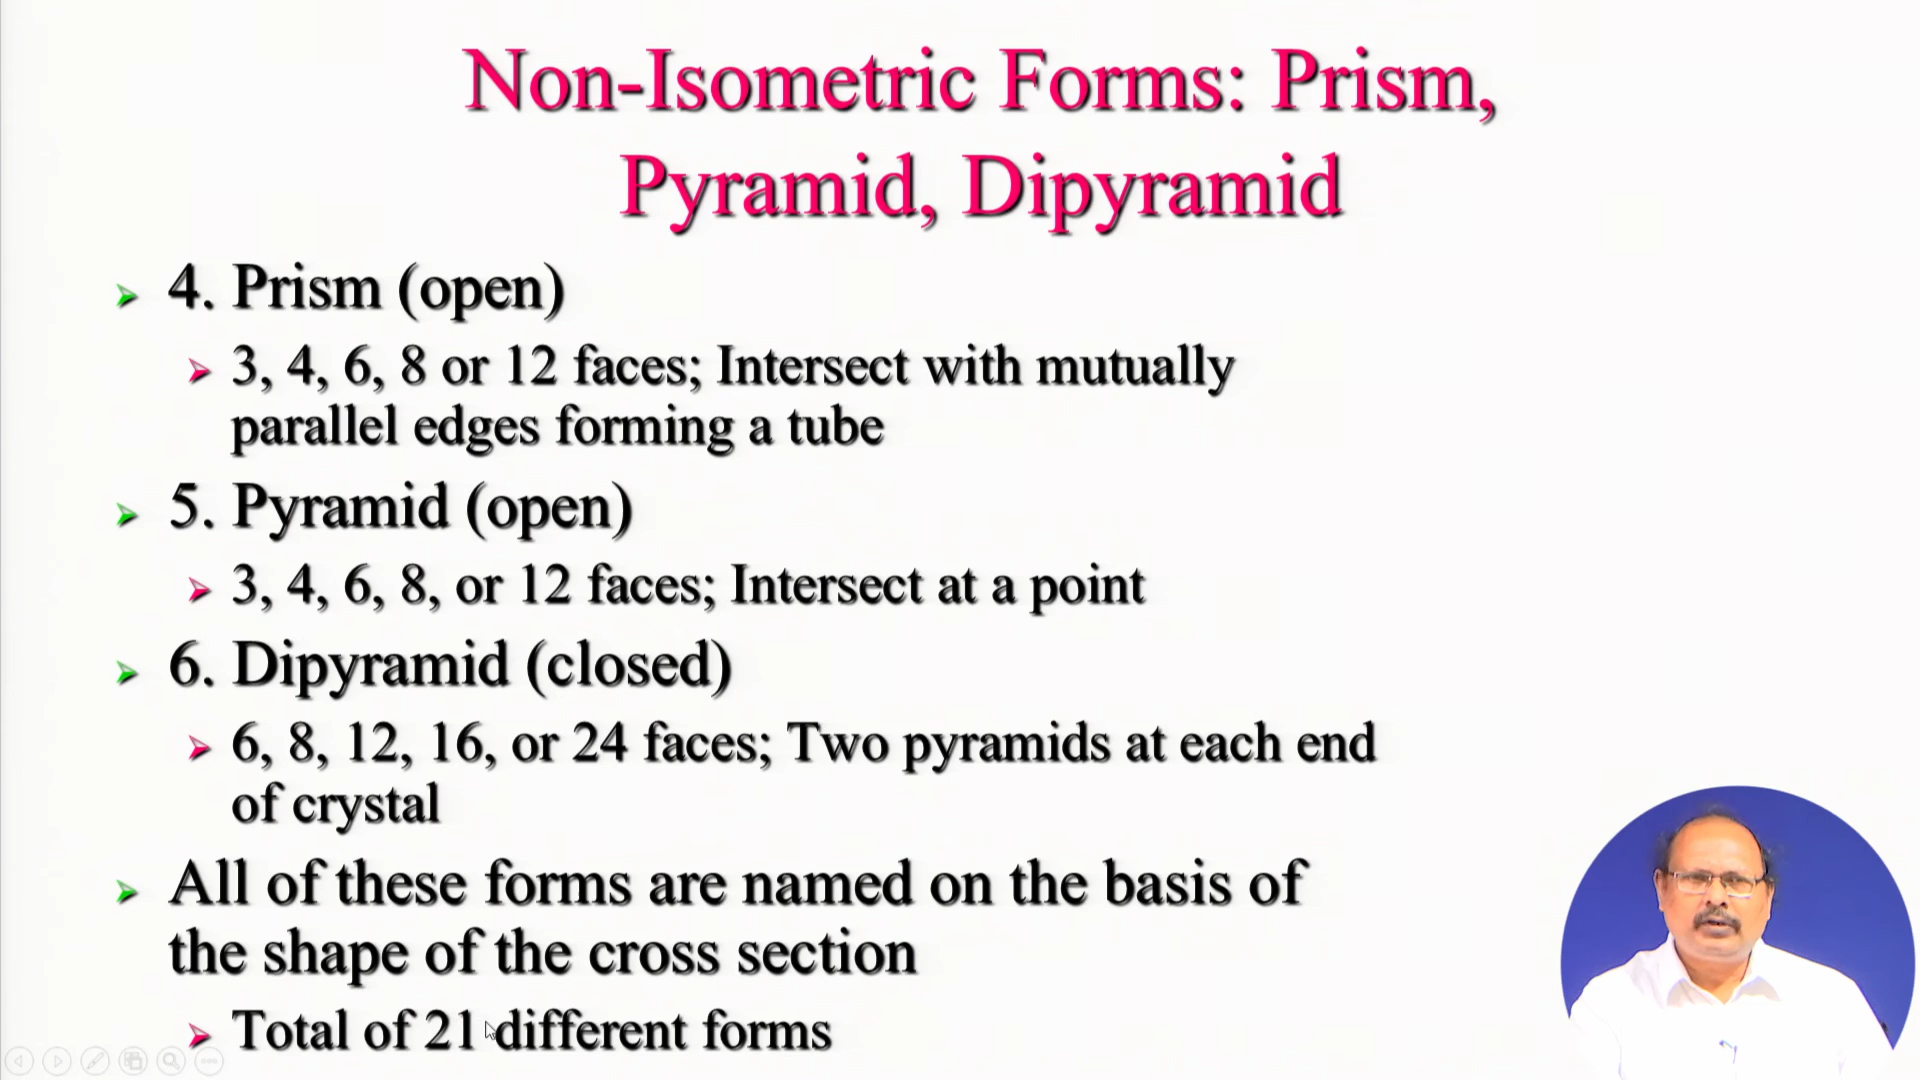 Non-Isometric Forms: Prism,
Pyramid, Dipyramid
4. Prism (open)
3, 4, 6, 8 or 12 faces; Intersect with mutually
parallel edges forming a tube
5. Pyramid (open)
3, 4, 6, 8, or 12 faces; Intersect at a point
6. Dipyramid (closed)
6, 8, 12, 16, or 24 faces; Two pyramids at each end
of crystal
All of these forms are named on the basis of
the shape of the cross section
Total of 21 different forms